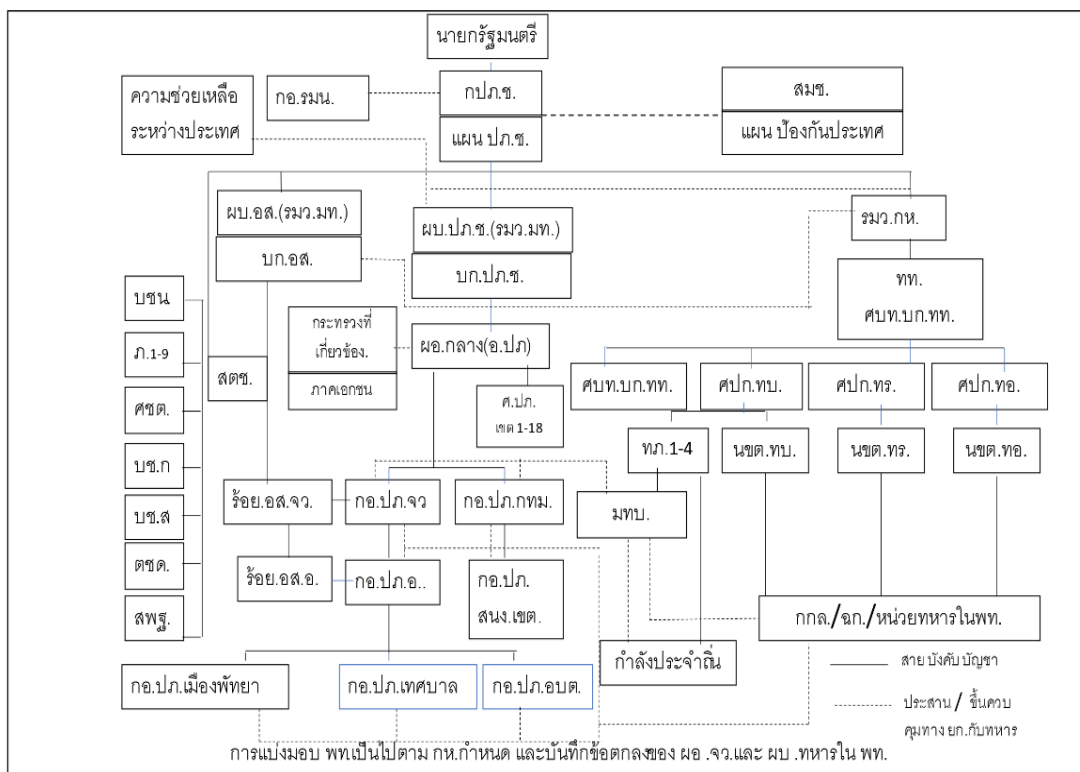 นายกรัฐมนตรี
ความช่วยเหลือ
ระหว่างประเทศ
กอ.รมน.
กปภ.ช.
แผน ปภ.ช.
สมช.
แผน ป้องกันประเทศ
ผบ.อส.(รมว.มท.)
บก.อส.
ผบ.ปภ.ช.(รมว.มท.)
บก.ปภ.ช.
รมว.กห.
ทท.
ศบท.บก.ทท.
บชน
ภ.1-9
ศชต.
บช.ก
บช.ส
ตชด.
สพฐ.
สตช.
กระทรวงที่
เกี่ยวข้อง.
ภาคเอกชน
ผอ.กลาง(อ.ปภ)
ศ.ปภ.
เขต 1-18
ศบท.บก.ทท.
ศปก.ทบ.
ศปก.ทร.
ศปก.ทอ.
ทภ.1-4
นขต.ทบ.
นขต.ทร.
นขต.ทอ.
ร้อย.อส.จว.
กอ.ปภ.จว
กอ.ปภ.กทม.
มทบ.
ร้อย.อส.อ.
กอ.ปภ.อ..
กอ.ปภ.
สนง.เขต.
กกล./ฉก./หน่วยทหารในพท.
กำลังประจำถิ่น
กอ.ปภ.เมืองพัทยา
กอ.ปภ.เทศบาล
กอ.ปภ.อบต.
สาย บังคับ บัญชา
ประสาน / ขึ้นควบ
คุมทาง ยก.กับทหาร
การแบ่งมอบ พท.เป็นไปตาม กห.กำหนด และบันทึกข้อตกลงของ ผอ .จว.และ ผบ .ทหารใน พท.